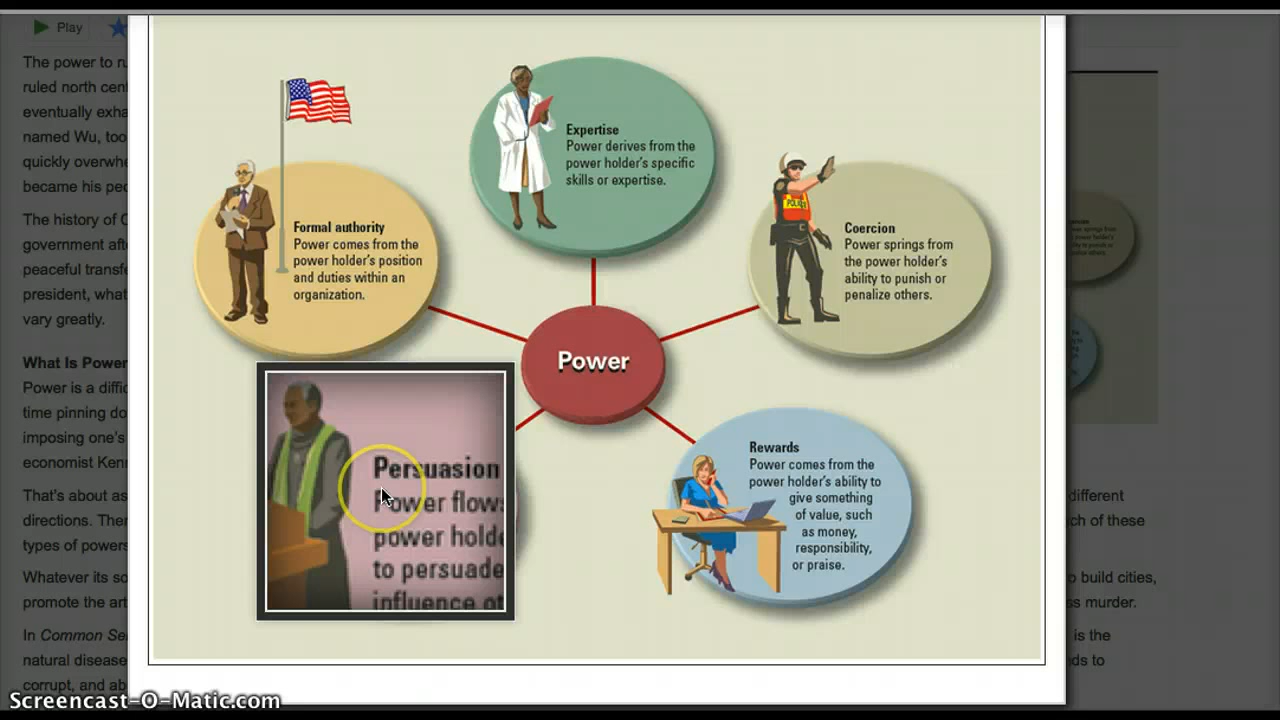 Play
The power to ru
ruled north cent
eventually exha
named Wu, too
quickly overwhe
became his peo
The history of C
government afte
peaceful transfe
president, what
vary greatly.
What Is Power
Power is a diffic
time pinning do
imposing one's
economist Kenn
That's about as
directions. Ther
types of powers
Whatever its so
promote the art
In Common Sen
natural disease
corrupt, and ab
Expertise
Power derives from the
power holder's specific
skills or expertise.
Formal authority
Power comes from the
power holder's position
and duties within an
organization.
POLICE
Coercion
Power springs from
the power holder's
ability to punish or
penalize others.
Power
Persuasion
Power flows
power holde
to persuade
influence ot
Rewards
Power comes from the
power holder's ability to
give something
of value, such
as money,
responsibility,
or praise.
different
ch of these
o build cities,
ss murder.
is the
ds to
Screencast-O-Matic.com